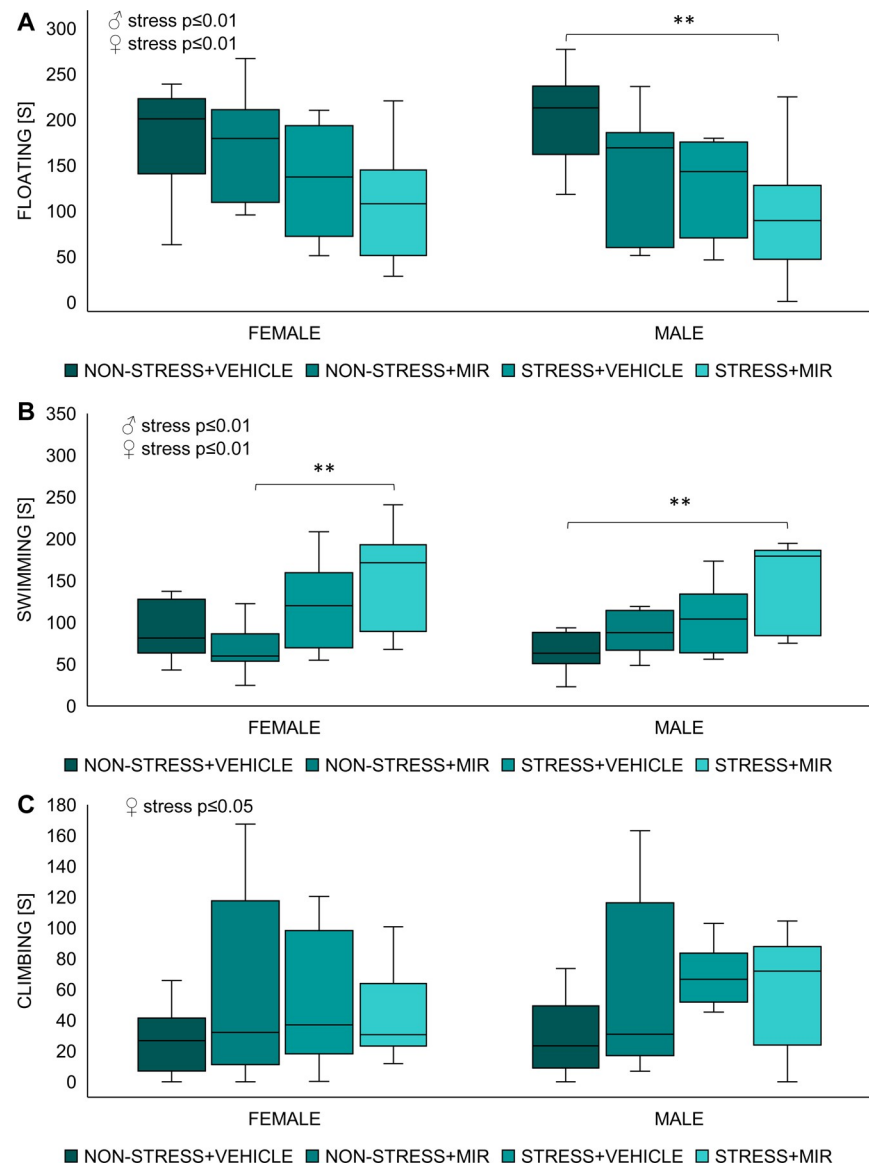 A
♂ stress p≤0.01
♀ stress p≤0.01
**
300
250
200
150
100
50
0
FLOATING [S]
FEMALE MALE
NON-STRESS+VEHICLE NON-STRESS+MIR STRESS+VEHICLE STRESS+MIR
B
♂ stress p≤0.01
♀ stress p≤0.01
**
**
350
300
250
200
150
100
50
0
SWIMMING [S]
FEMALE MALE
NON-STRESS+VEHICLE NON-STRESS+MIR STRESS+VEHICLE STRESS+MIR
C
♀ stress p≤0.05
180
160
140
120
100
80
60
40
20
0
CLIMBING [S]
FEMALE MALE
NON-STRESS+VEHICLE NON-STRESS+MIR STRESS+VEHICLE STRESS+MIR